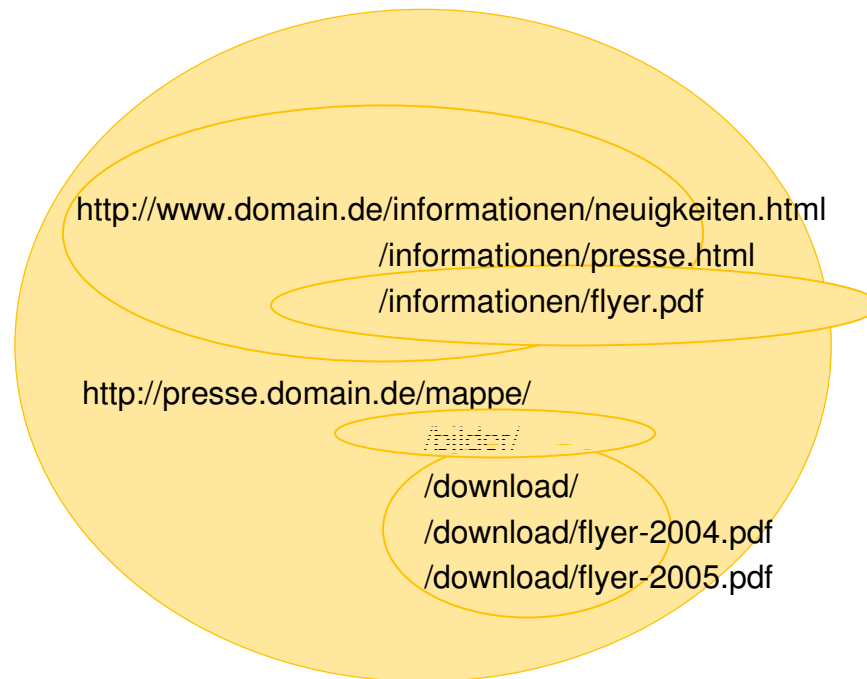 http://www.domain.de/informationen/neuigkeiten.html
/informationen/presse.html
/informationen/flyer.pdf
http://presse.domain.de/mappe/
/bilder/
/download/
/download/flyer-2004.pdf
/download/flyer-2005.pdf